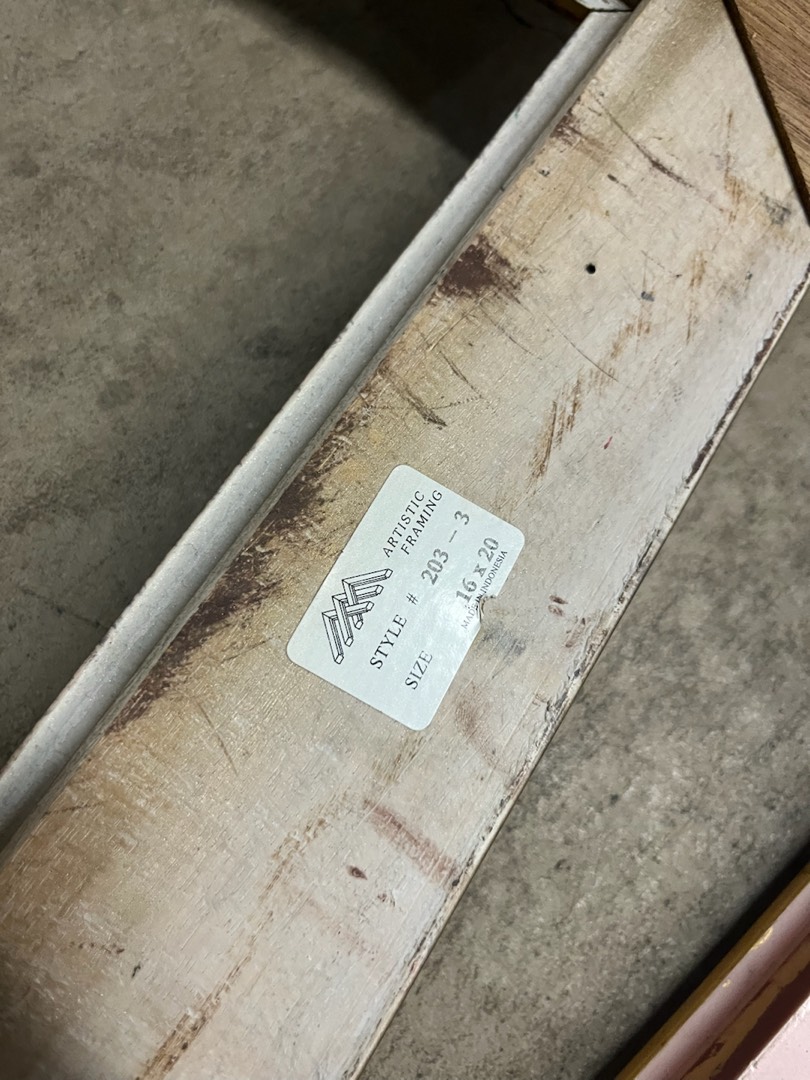 ARTISTIC
FRAMING
STYLE # 203 - 3
SIZE 16 x 20
MADE IN INDONESIA